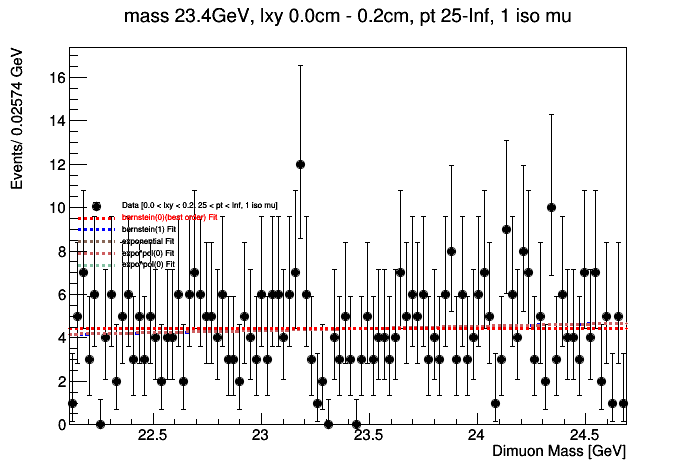 mass 23.4GeV, lxy 0.0cm - 0.2cm, pt 25-Inf, 1 iso mu
Events/ 0.02574 GeV
16
14
12
10
8
6
4
2
0
Data [0.0 < lxy < 0.2, 25 < pt < Inf, 1 iso mu]
bernstein(0)(best order) Fit
bernstein(1) Fit
exponential Fit
expo*pol(0) Fit
expo*pol(0) Fit
22.5
23
23.5
24
24.5
Dimuon Mass [GeV]